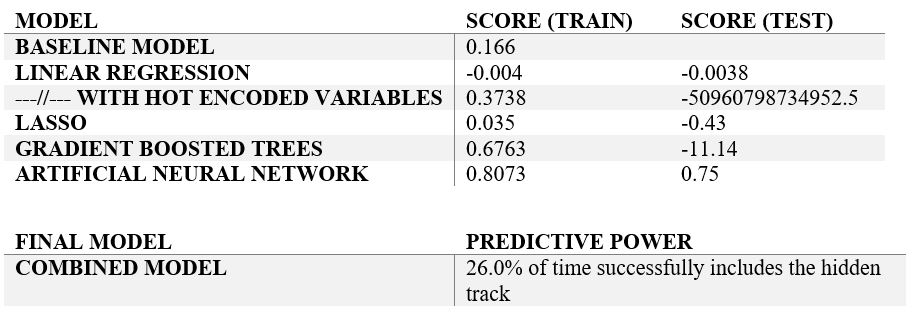 MODEL SCORE (TRAIN) SCORE (TEST)
BASELINE MODEL 0.166
LINEAR REGRESSION -0.004 -0.0038
---//--- WITH HOT ENCODED VARIABLES 0.3738 -50960798734952.5
LASSO 0.035 -0.43
GRADIENT BOOSTED TREES 0.6763 -11.14
ARTIFICIAL NEURAL NETWORK 0.8073 0.75
FINAL MODEL PREDICTIVE POWER
COMBINED MODEL 26.0% of time successfully includes the hidden
track